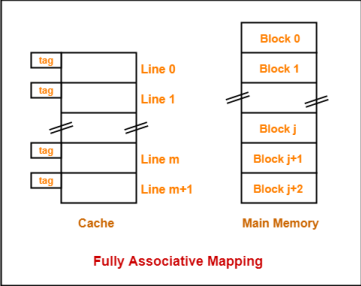 tag
Line 0
tag
Line 1
tag
Line m
tag
Line m+1
Cache
Block 0
Block 1
Block j
Block j+1
Block j+2
Main Memory
Fully Associative Mapping